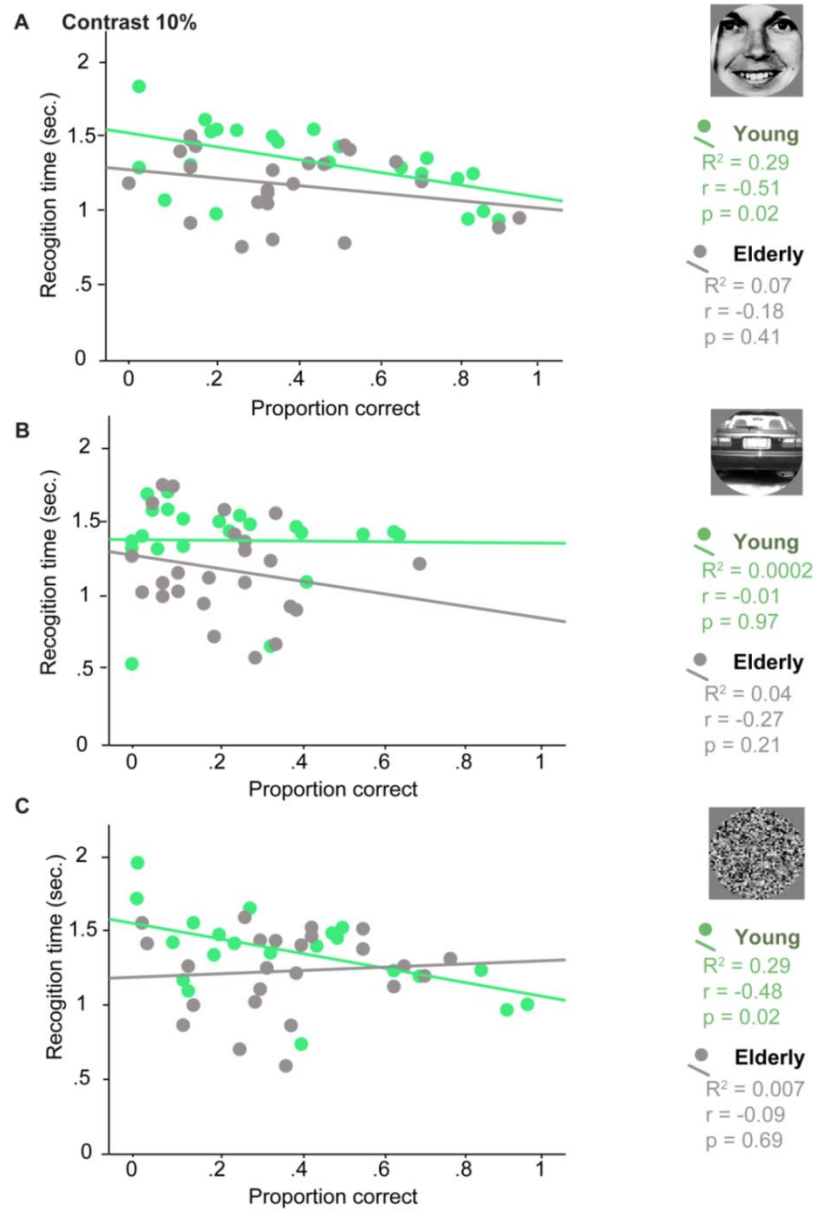 A Contrast 10%
Recogition time (sec.)
2
1.5
1
.5
0
0 .2 .4 .6 .8 1
Proportion correct
Young
R² = 0.29
r = -0.51
p = 0.02
Elderly
R² = 0.07
r = -0.18
p = 0.41
B
Recogition time (sec.)
2
1.5
1
.5
0
0 .2 .4 .6 .8 1
Proportion correct
Young
R² = 0.0002
r = -0.01
p = 0.97
Elderly
R² = 0.04
r = -0.27
p = 0.21
C
Recogition time (sec.)
2
1.5
1
.5
0
0 .2 .4 .6 .8 1
Proportion correct
Young
R² = 0.29
r = -0.48
p = 0.02
Elderly
R² = 0.007
r = -0.09
p = 0.69